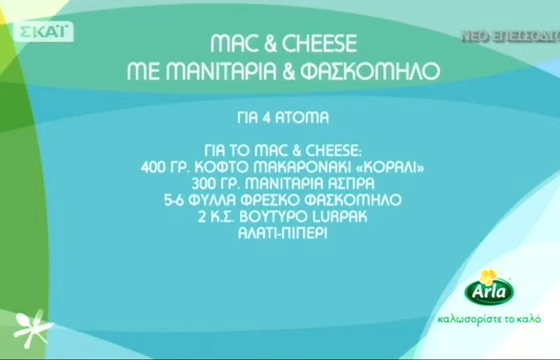 ΣΚΑΪ
ΝΕΟ ΕΠΕΙΣΟΔΙΟ
MAC & CHEESE
ΜΕ ΜΑΝΙΤΑΡΙΑ & ΦΑΣΚΟΜΗΛΟ
ΓΙΑ 4 ΑΤΟΜΑ
ΓΙΑ ΤΟ MAC & CHEESE:
400 ΓΡ. ΚΟΦΤΟ ΜΑΚΑΡΟΝΑΚΙ «ΚΟΡΑΛΙ»
300 ΓΡ. ΜΑΝΙΤΑΡΙΑ ΑΣΠΡΑ
5-6 ΦΥΛΛΑ ΦΡΕΣΚΟ ΦΑΣΚΟΜΗΛΟ
2 Κ.Σ. ΒΟΥΤΥΡΟ LURPAK
ΑΛΑΤΙ-ΠΙΠΕΡΙ
Arla
καλωσορίστε το καλό